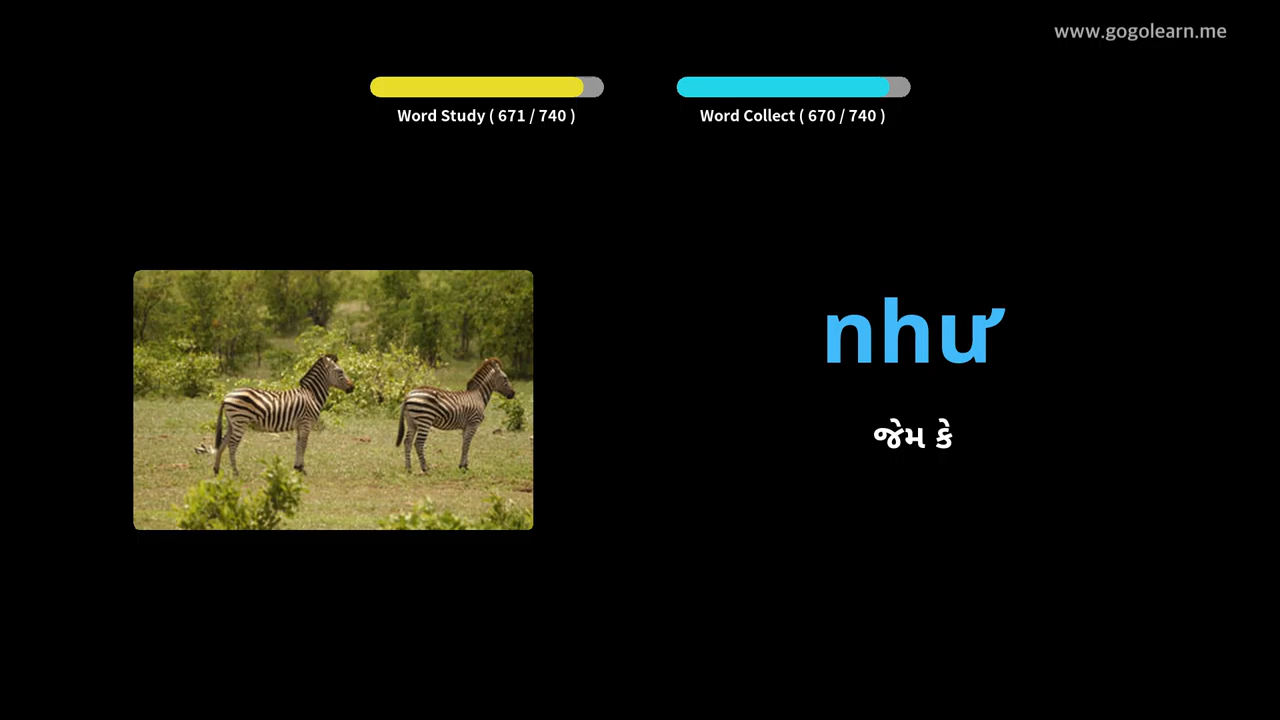 www.gogolearn.me
Word Study ( 671 / 740 )
Word Collect ( 670 / 740 )
như
જેમ કે